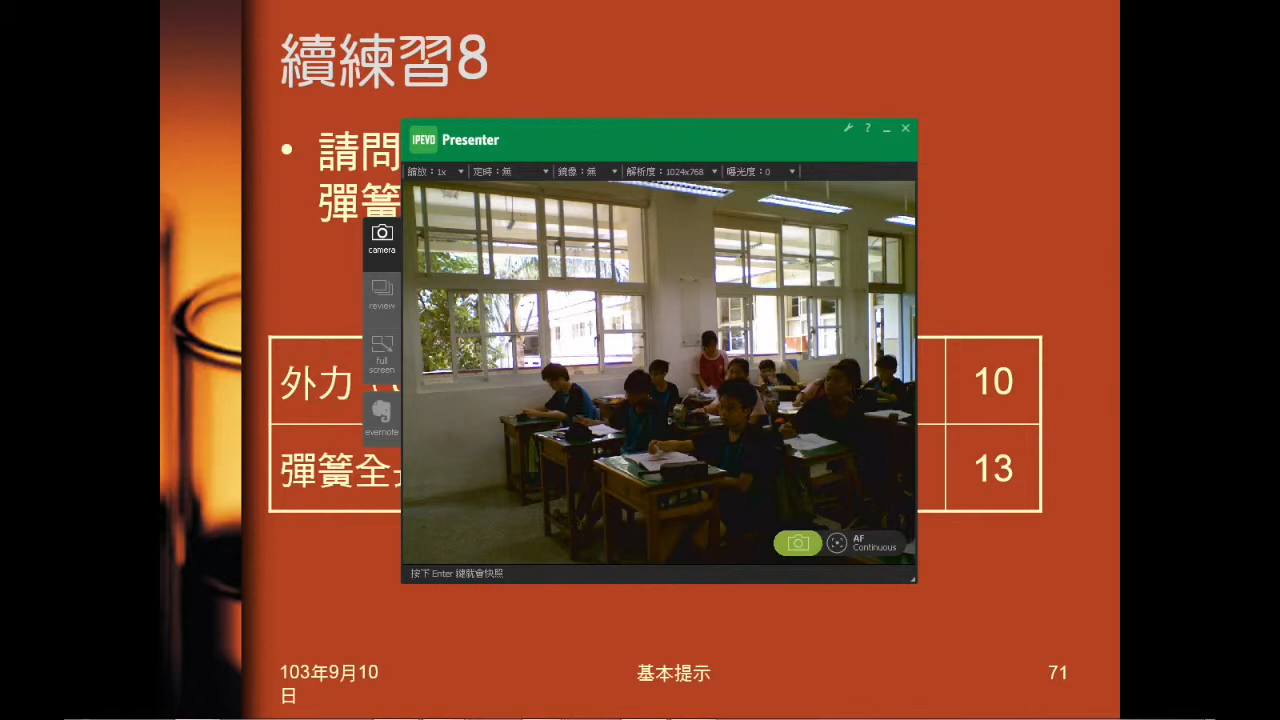 續練習8
• 請問
彈簧
IPEVO Presenter
縮放：1x 定時：無 鏡像：無 解析度：1024x768 曝光度：0
camera
review
full
screen
evernote
外力 10
彈簧全 13
AF
Continuous
按下 Enter 鍵就會快照
103年9月10
日
基本提示
71